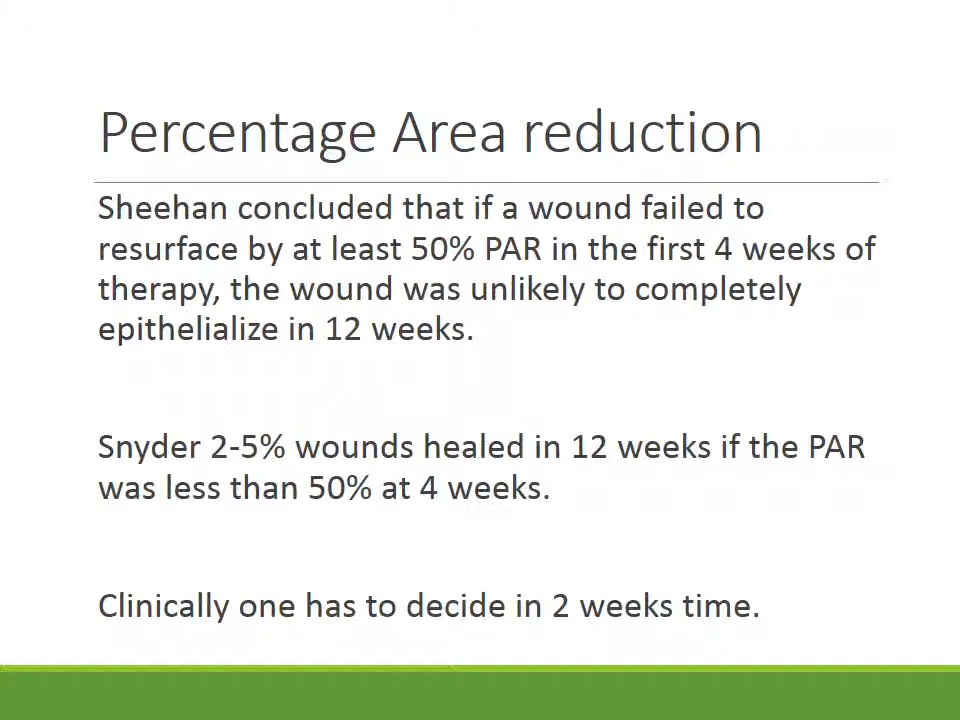 Percentage Area reduction
Sheehan concluded that if a wound failed to
resurface by at least 50% PAR in the first 4 weeks of
therapy, the wound was unlikely to completely
epithelialize in 12 weeks.
Snyder 2-5% wounds healed in 12 weeks if the PAR
was less than 50% at 4 weeks.
Clinically one has to decide in 2 weeks time.